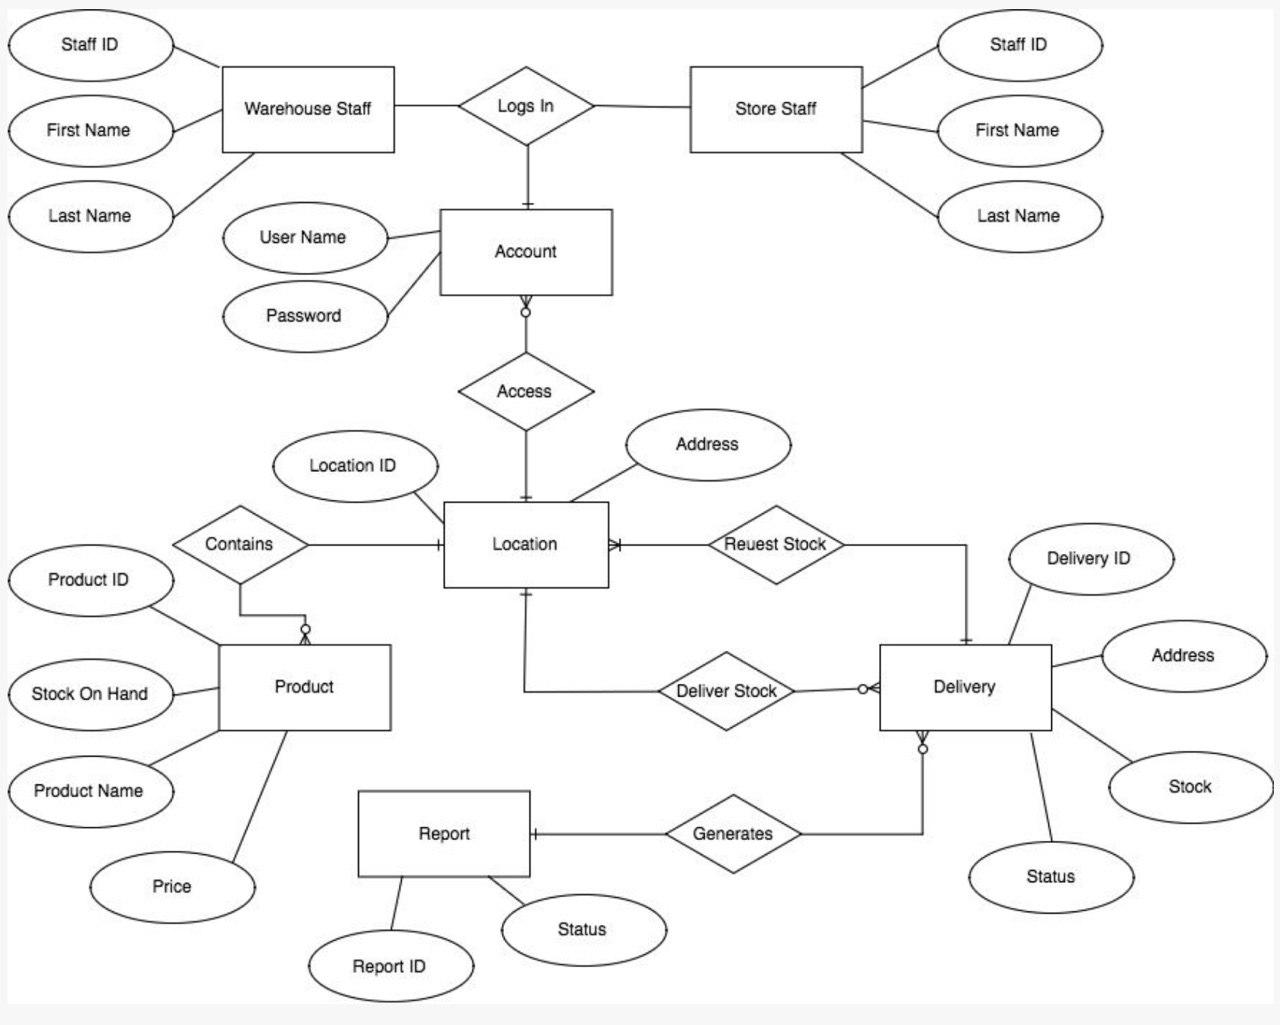 Staff ID
Staff ID
Warehouse Staff
Logs In
Store Staff
First Name
First Name
Last Name
Last Name
User Name
Account
Password
Access
Address
Location ID
Contains
Location
Reuest Stock
Delivery ID
Product ID
Address
Stock On Hand
Product
Deliver Stock
Delivery
Product Name
Stock
Report
Generates
Price
Status
Status
Report ID